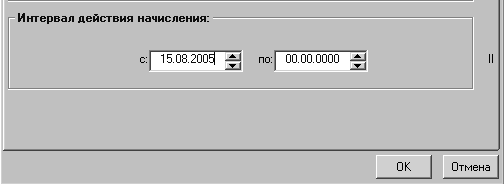 Интервал действия начисления:
с: 15.08.2005 по: 00.00.0000
OK Отмена